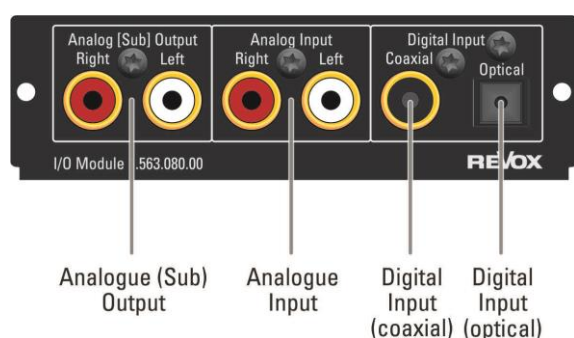 Analog [Sub] Output
Right
Left
Analog Input
Right
Left
Digital Input
Coaxial
Optical
I/O Module
.563.080.00
REVOX
Analogue (Sub)
Output
Analogue
Input
Digital
Input
(coaxial)
Digital
Input
(optical)